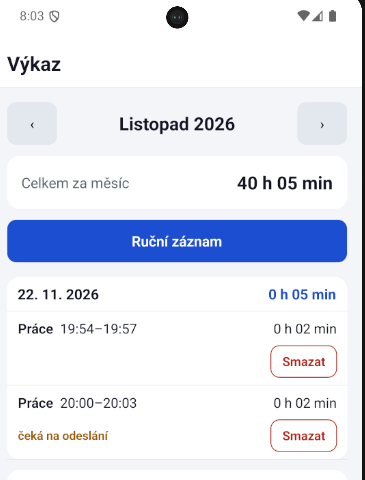 8:03
Výkaz
‹ Listopad 2026 ›
Celkem za měsíc 40 h 05 min
Ruční záznam
22. 11. 2026 0 h 05 min
Práce 19:54–19:57 0 h 02 min
Smazat
Práce 20:00–20:03 0 h 02 min
čeká na odeslání Smazat